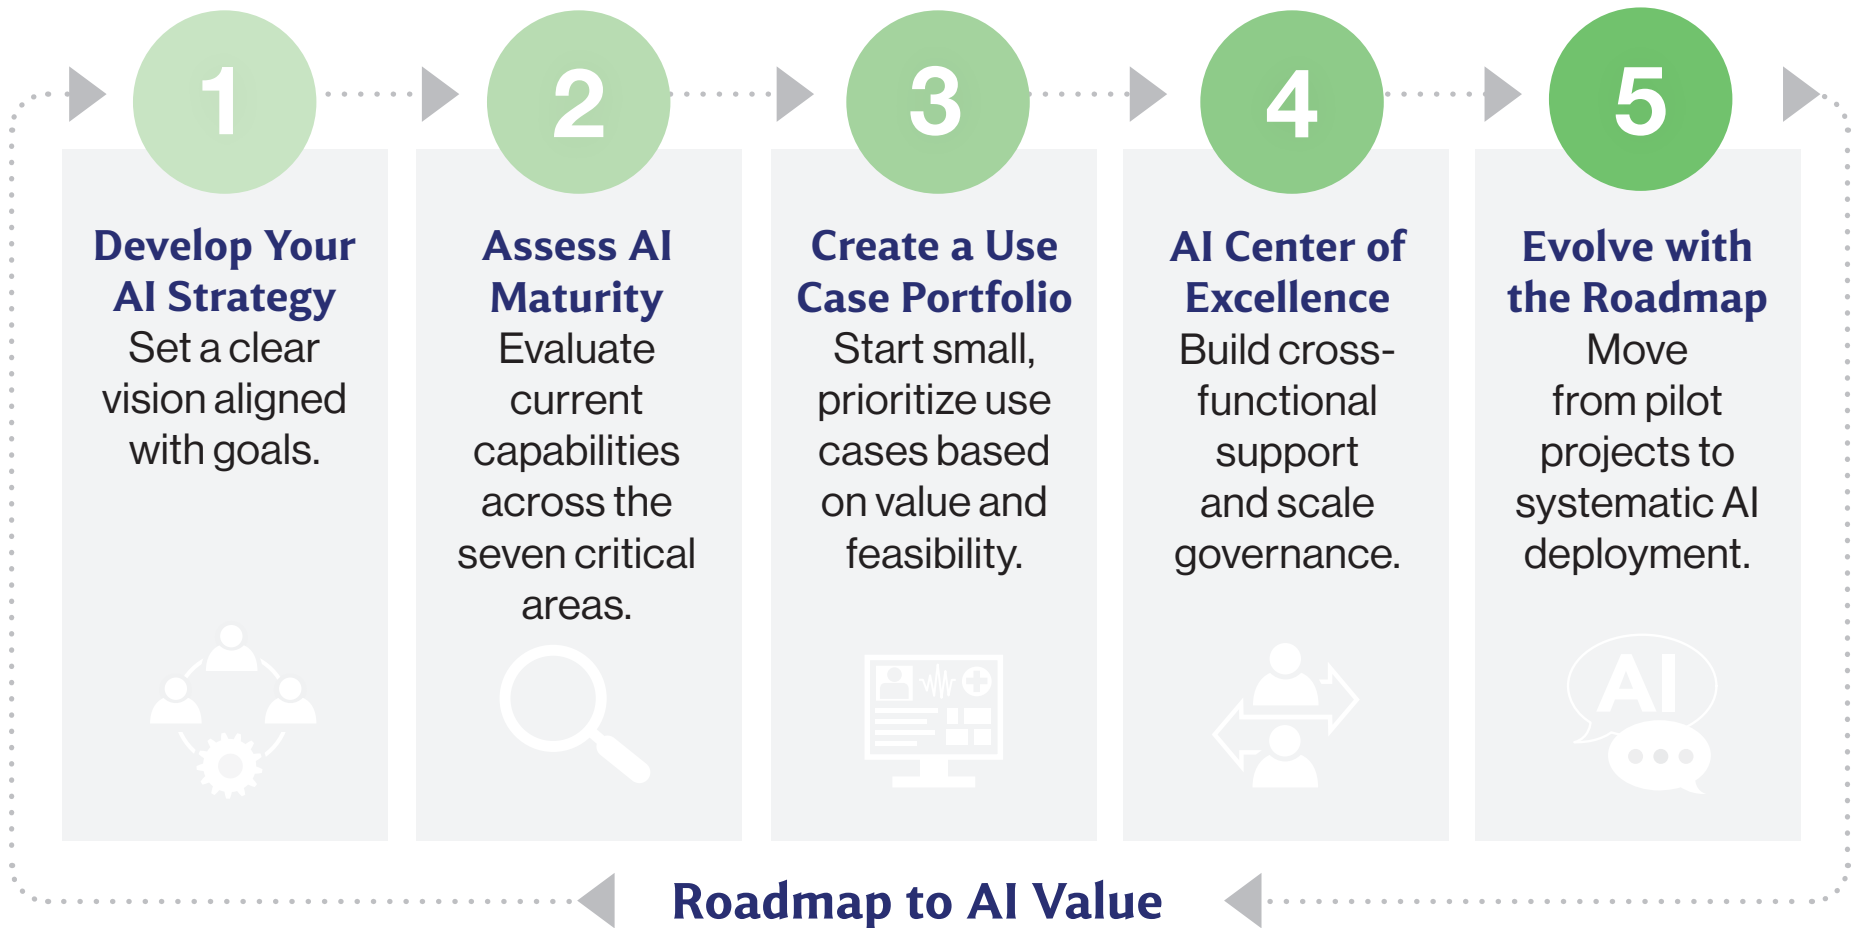 1
Develop Your
AI Strategy
Set a clear
vision aligned
with goals.
2
Assess AI
Maturity
Evaluate
current
capabilities
across the
seven critical
areas.
3
Create a Use
Case Portfolio
Start small,
prioritize use
cases based
on value and
feasibility.
4
AI Center of
Excellence
Build cross-
functional
support
and scale
governance.
5
Evolve with
the Roadmap
Move
from pilot
projects to
systematic AI
deployment.
AI
Roadmap to AI Value